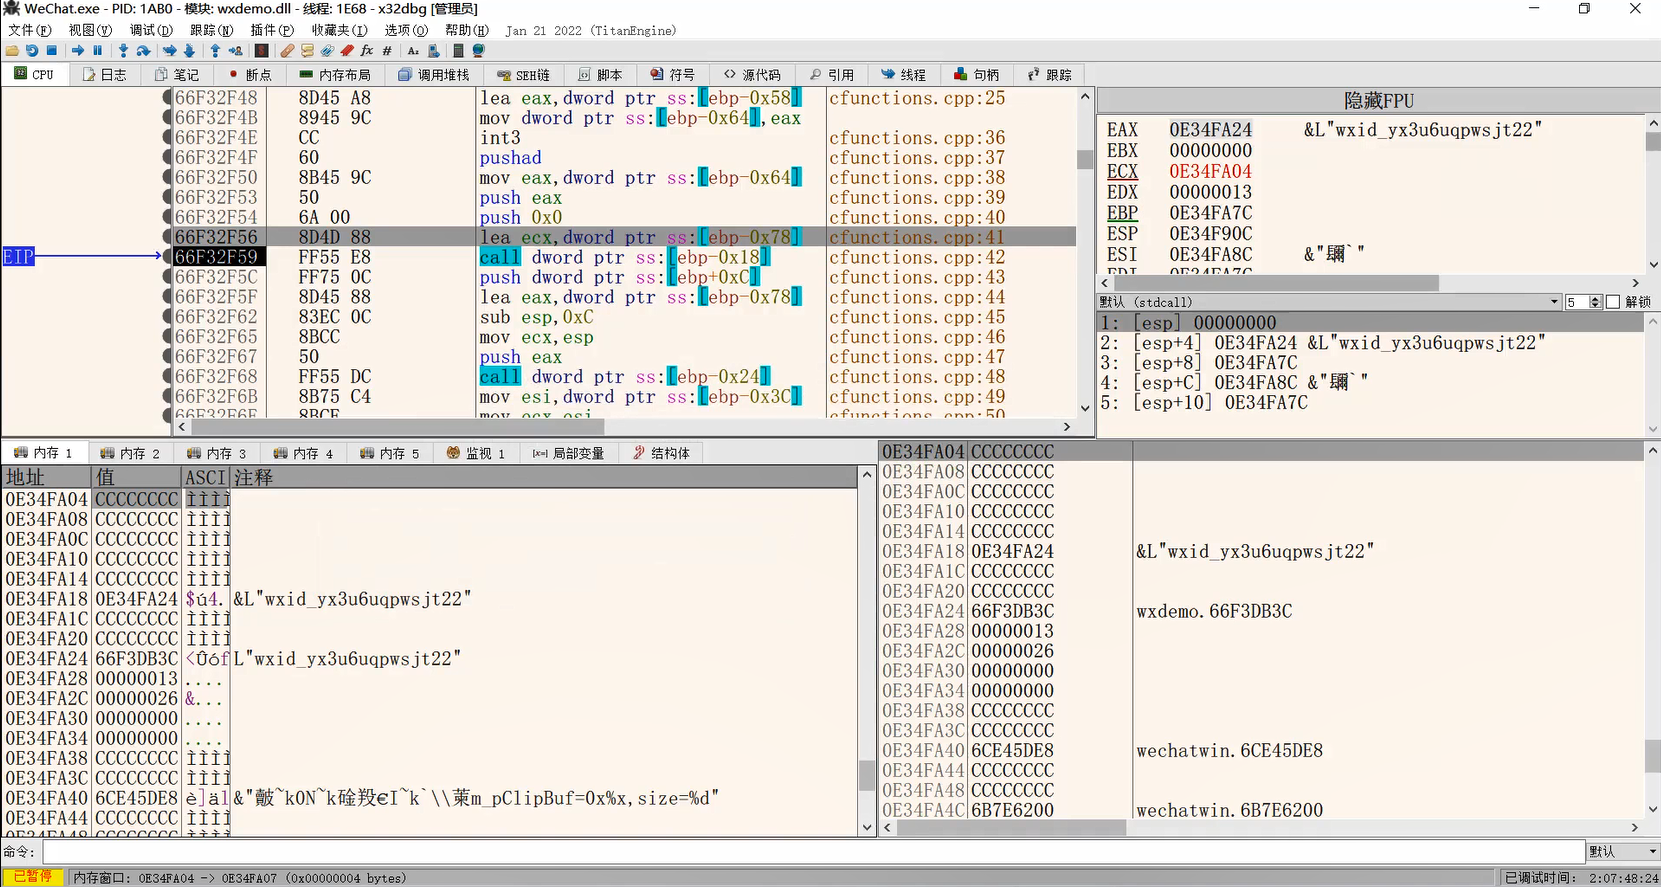 WeChat.exe - PID: 1AB0 - 模块: wxdemo.dll - 线程: 1E68 - x32dbg [管理员]
文件(F) 视图(V) 调试(D) 跟踪(N) 插件(P) 收藏夹(I) 选项(O) 帮助(H) Jan 21 2022 (TitanEngine)
CPU 日志 笔记 断点 内存布局 调用堆栈 SEH链 脚本 符号 源代码 引用 线程 句柄 跟踪
66F32F48 8D45 A8 lea eax,dword ptr ss:[ebp-0x58] cfunctions.cpp:25
66F32F4B 8945 9C mov dword ptr ss:[ebp-0x64],eax
66F32F4E CC int3 cfunctions.cpp:36
66F32F4F 60 pushad cfunctions.cpp:37
66F32F50 8B45 9C mov eax,dword ptr ss:[ebp-0x64] cfunctions.cpp:38
66F32F53 50 push eax cfunctions.cpp:39
66F32F54 6A 00 push 0x0 cfunctions.cpp:40
66F32F56 8D4D 88 lea ecx,dword ptr ss:[ebp-0x78] cfunctions.cpp:41
EIP 66F32F59 FF55 E8 call dword ptr ss:[ebp-0x18] cfunctions.cpp:42
66F32F5C FF75 0C push dword ptr ss:[ebp+0xC] cfunctions.cpp:43
66F32F5F 8D45 88 lea eax,dword ptr ss:[ebp-0x78] cfunctions.cpp:44
66F32F62 83EC 0C sub esp,0xC cfunctions.cpp:45
66F32F65 8BCC mov ecx,esp cfunctions.cpp:46
66F32F67 50 push eax cfunctions.cpp:47
66F32F68 FF55 DC call dword ptr ss:[ebp-0x24] cfunctions.cpp:48
66F32F6B 8B75 C4 mov esi,dword ptr ss:[ebp-0x3C] cfunctions.cpp:49
66F32F6E 8BCE mov ecx,esi cfunctions.cpp:50
隐藏FPU
EAX 0E34FA24 &L"wxid_yx3u6uqpwsjt22"
EBX 00000000
ECX 0E34FA04
EDX 00000013
EBP 0E34FA7C
ESP 0E34F90C
ESI 0E34FA8C
EDI 0E34FA7C
默认 (stdcall) 5 解锁
1: [esp] 00000000
2: [esp+4] 0E34FA24 &L"wxid_yx3u6uqpwsjt22"
3: [esp+8] 0E34FA7C
4: [esp+C] 0E34FA8C
5: [esp+10] 0E34FA7C
内存 1 内存 2 内存 3 内存 4 内存 5 监视 1 [x=] 局部变量 结构体
地址 值 ASCI 注释
0E34FA04 CCCCCCCC ÌÌÌÌ
0E34FA08 CCCCCCCC ÌÌÌÌ
0E34FA0C CCCCCCCC ÌÌÌÌ
0E34FA10 CCCCCCCC ÌÌÌÌ
0E34FA14 CCCCCCCC ÌÌÌÌ
0E34FA18 0E34FA24 $ú4. &L"wxid_yx3u6uqpwsjt22"
0E34FA1C CCCCCCCC ÌÌÌÌ
0E34FA20 CCCCCCCC ÌÌÌÌ
0E34FA24 66F3DB3C <Ûóf L"wxid_yx3u6uqpwsjt22"
0E34FA28 00000013 ....
0E34FA2C 00000026 &...
0E34FA30 00000000 ....
0E34FA34 00000000 ....
0E34FA38 CCCCCCCC ÌÌÌÌ
0E34FA3C CCCCCCCC ÌÌÌÌ
0E34FA40 6CE45DE8 è]äl m_pClipBuf=0x%x,size=%d"
0E34FA44 CCCCCCCC ÌÌÌÌ
0E34FA48 CCCCCCCC ÌÌÌÌ
0E34FA04 CCCCCCCC
0E34FA08 CCCCCCCC
0E34FA0C CCCCCCCC
0E34FA10 CCCCCCCC
0E34FA14 CCCCCCCC
0E34FA18 0E34FA24 &L"wxid_yx3u6uqpwsjt22"
0E34FA1C CCCCCCCC
0E34FA20 CCCCCCCC
0E34FA24 66F3DB3C wxdemo.66F3DB3C
0E34FA28 00000013
0E34FA2C 00000026
0E34FA30 00000000
0E34FA34 00000000
0E34FA38 CCCCCCCC
0E34FA3C CCCCCCCC
0E34FA40 6CE45DE8 wechatwin.6CE45DE8
0E34FA44 CCCCCCCC
0E34FA48 CCCCCCCC
0E34FA4C 6B7E6200 wechatwin.6B7E6200
命令: 默认
已暂停 内存窗口: 0E34FA04 -> 0E34FA07 (0x00000004 bytes) 已调试时间: 2:07:48:24